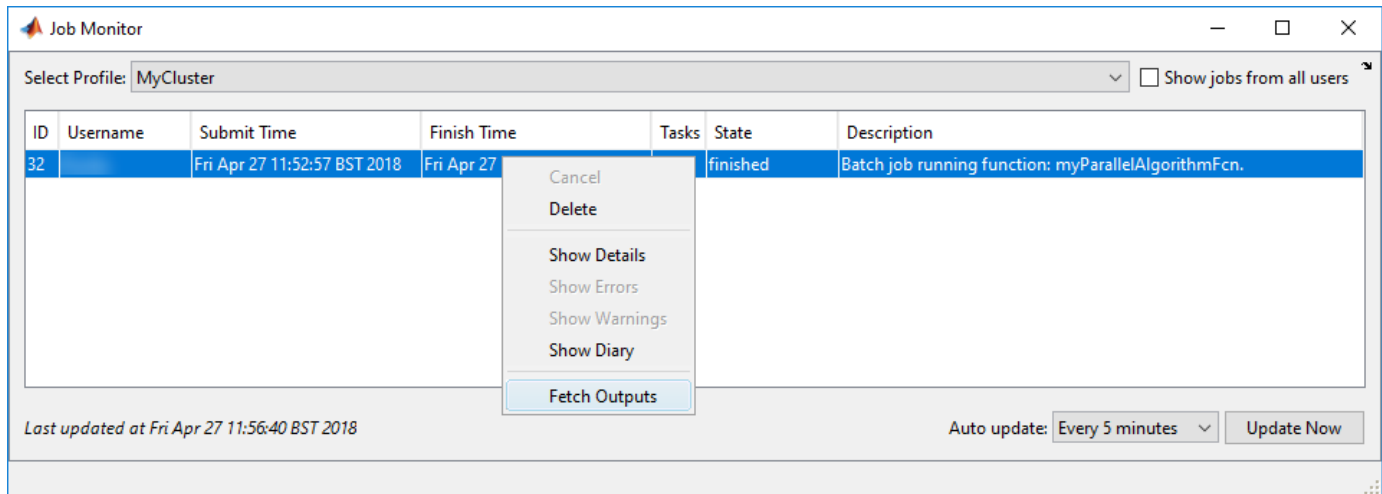 Job Monitor
Select Profile: MyCluster Show jobs from all users
ID Username Submit Time Finish Time Tasks State Description
32 Fri Apr 27 11:52:57 BST 2018 Fri Apr 27 finished Batch job running function: myParallelAlgorithmFcn.
Cancel
Delete
Show Details
Show Errors
Show Warnings
Show Diary
Fetch Outputs
Last updated at Fri Apr 27 11:56:40 BST 2018 Auto update: Every 5 minutes Update Now